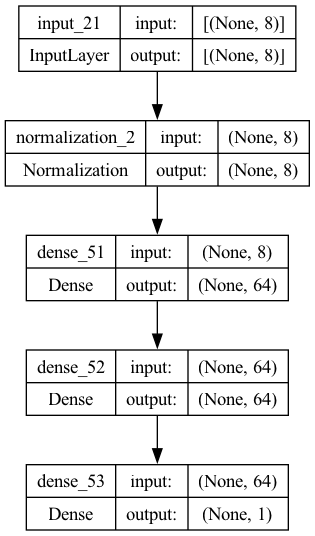 input_21 input: [(None, 8)]
InputLayer output: [(None, 8)]
normalization_2 input: (None, 8)
Normalization output: (None, 8)
dense_51 input: (None, 8)
Dense output: (None, 64)
dense_52 input: (None, 64)
Dense output: (None, 64)
dense_53 input: (None, 64)
Dense output: (None, 1)